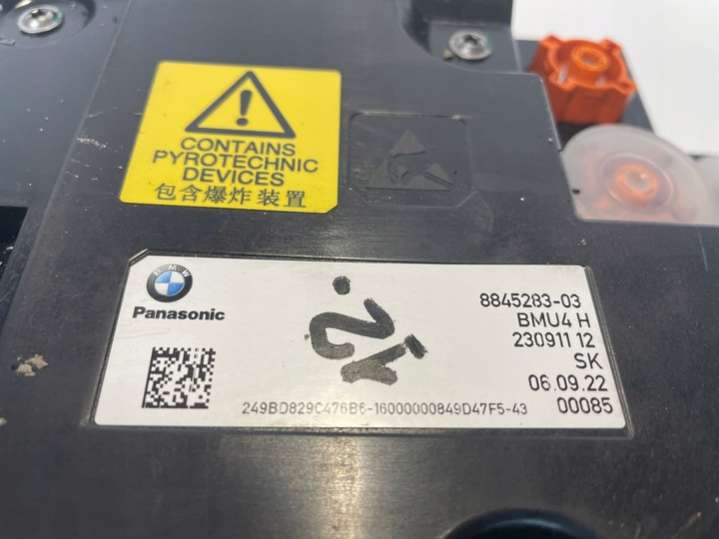 CONTAINS
PYROTECHNIC
DEVICES
包含爆炸装置
BMW
Panasonic
8845283-03
BMU4 H
230911 12
SK
06.09.22
00085
249BD829C476B6-16000000849D47F5-43